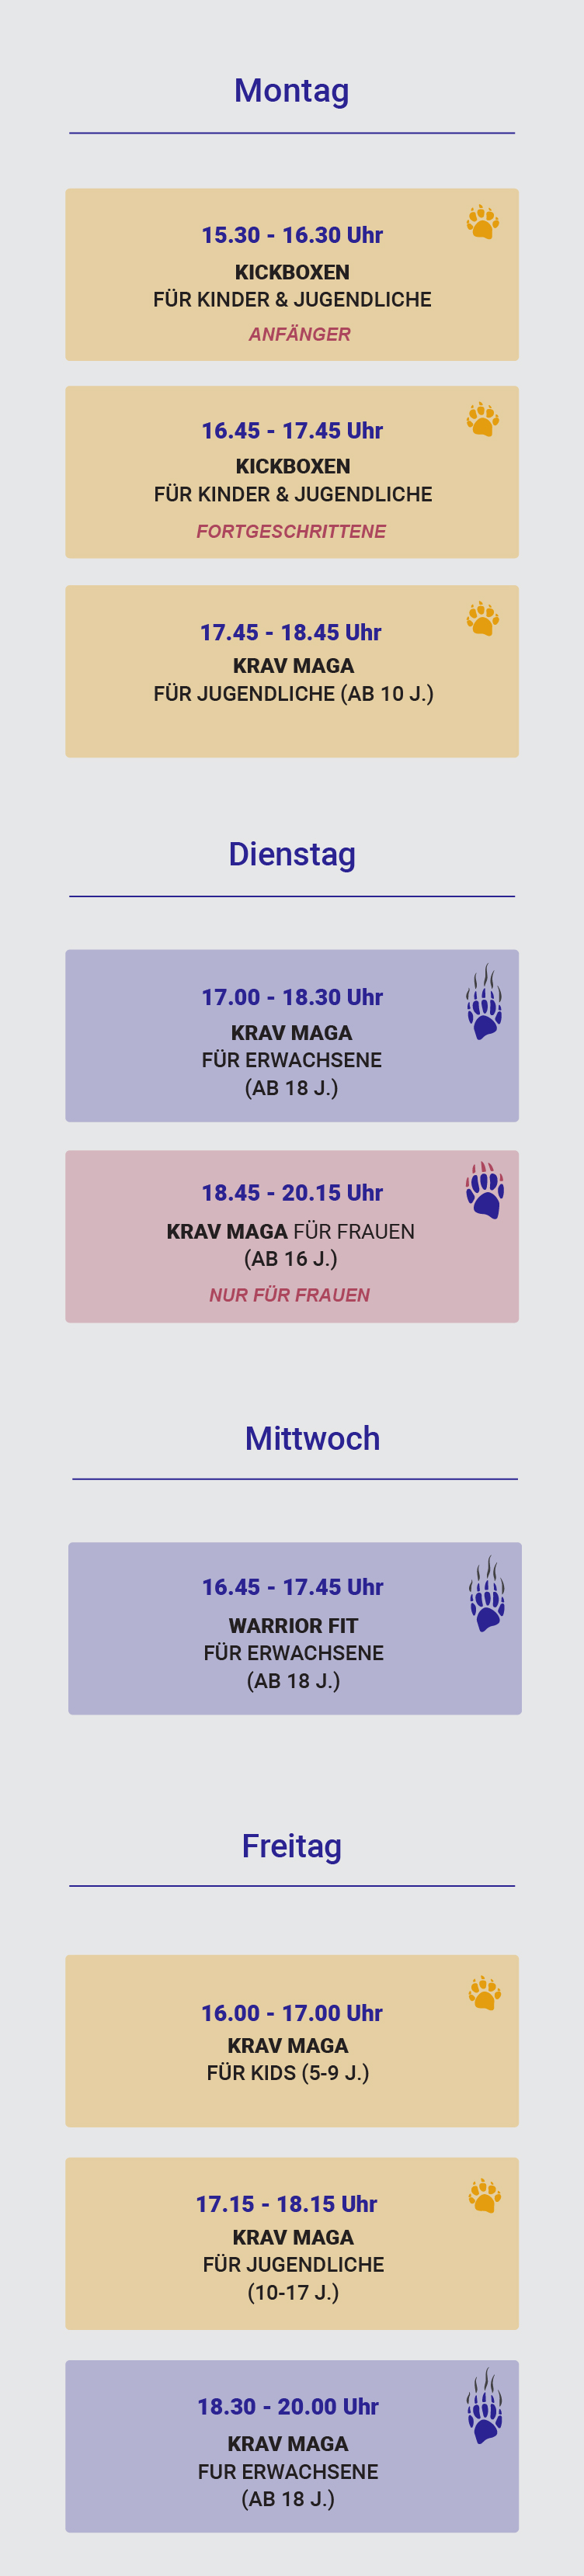 Montag
15.30 - 16.30 Uhr
KICKBOXEN
FÜR KINDER & JUGENDLICHE
ANFÄNGER
16.45 - 17.45 Uhr
KICKBOXEN
FÜR KINDER & JUGENDLICHE
FORTGESCHRITTENE
17.45 - 18.45 Uhr
KRAV MAGA
FÜR JUGENDLICHE (AB 10 J.)
Dienstag
17.00 - 18.30 Uhr
KRAV MAGA
FÜR ERWACHSENE
(AB 18 J.)
18.45 - 20.15 Uhr
KRAV MAGA FÜR FRAUEN
(AB 16 J.)
NUR FÜR FRAUEN
Mittwoch
16.45 - 17.45 Uhr
WARRIOR FIT
FÜR ERWACHSENE
(AB 18 J.)
Freitag
16.00 - 17.00 Uhr
KRAV MAGA
FÜR KIDS (5-9 J.)
17.15 - 18.15 Uhr
KRAV MAGA
FÜR JUGENDLICHE
(10-17 J.)
18.30 - 20.00 Uhr
KRAV MAGA
FUR ERWACHSENE
(AB 18 J.)